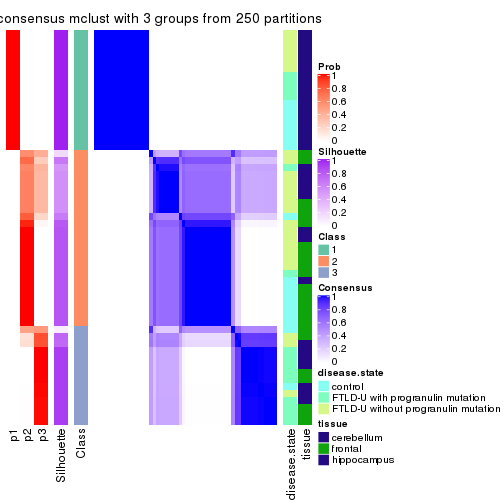 consensus mclust with 3 groups from 250 partitions
Prob
1
0.8
0.6
0.4
0.2
0
Silhouette
1
0.8
0.6
0.4
0.2
0
Class
1
2
3
Consensus
1
0.8
0.6
0.4
0.2
0
disease.state
control
FTLD-U with progranulin mutation
FTLD-U without progranulin mutation
tissue
cerebellum
frontal
hippocampus
p1
p2
p3
Silhouette
Class
disease.state
tissue